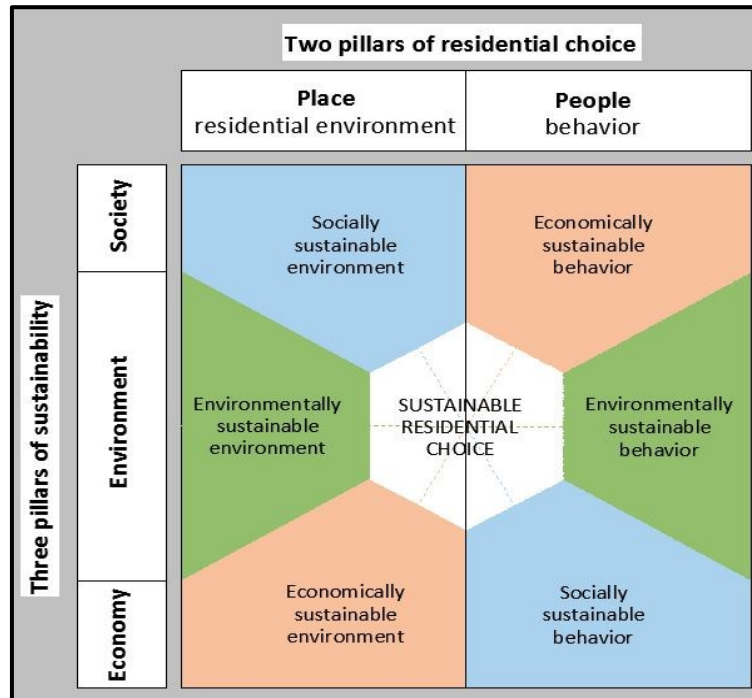 Two pillars of residential choice
Place
residential environment
People
behavior
Three pillars of sustainability
Society
Environment
Economy
Socially
sustainable
environment
Economically
sustainable
behavior
Environmentally
sustainable
environment
SUSTAINABLE
RESIDENTIAL
CHOICE
Environmentally
sustainable
behavior
Economically
sustainable
environment
Socially
sustainable
behavior